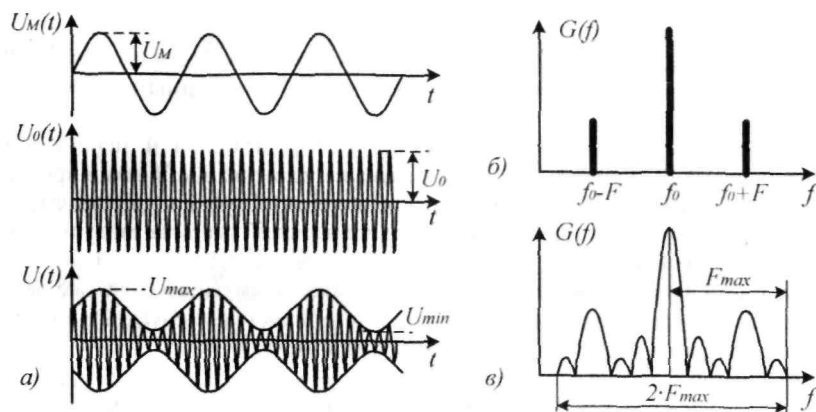 U_M(t)
U_M
t
U_0(t)
U_0
t
U(t)
U_max
U_min
t
а)
G(f)
б)
f_0-F
f_0
f_0+F
f
G(f)
F_max
в)
2·F_max
f